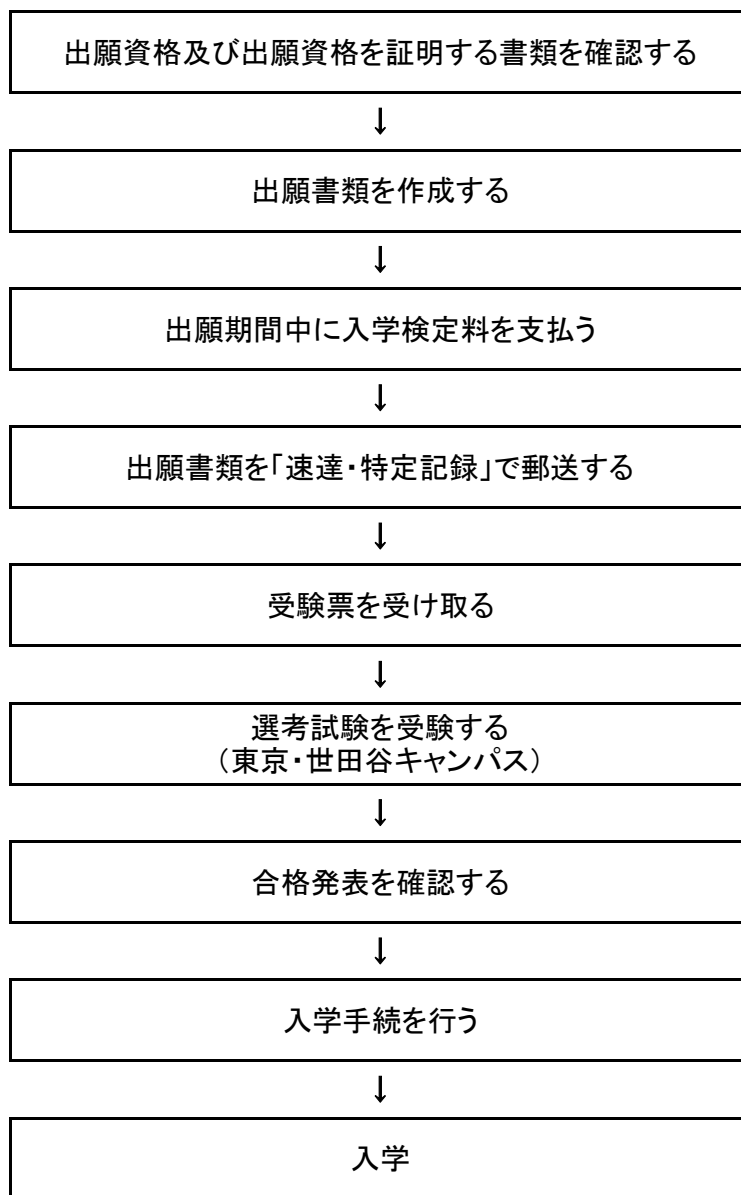 出願資格及び出願資格を証明する書類を確認する
↓
出願書類を作成する
↓
出願期間中に入学検定料を支払う
↓
出願書類を「速達・特定記録」で郵送する
↓
受験票を受け取る
↓
選考試験を受験する
（東京・世田谷キャンパス）
↓
合格発表を確認する
↓
入学手続を行う
↓
入学